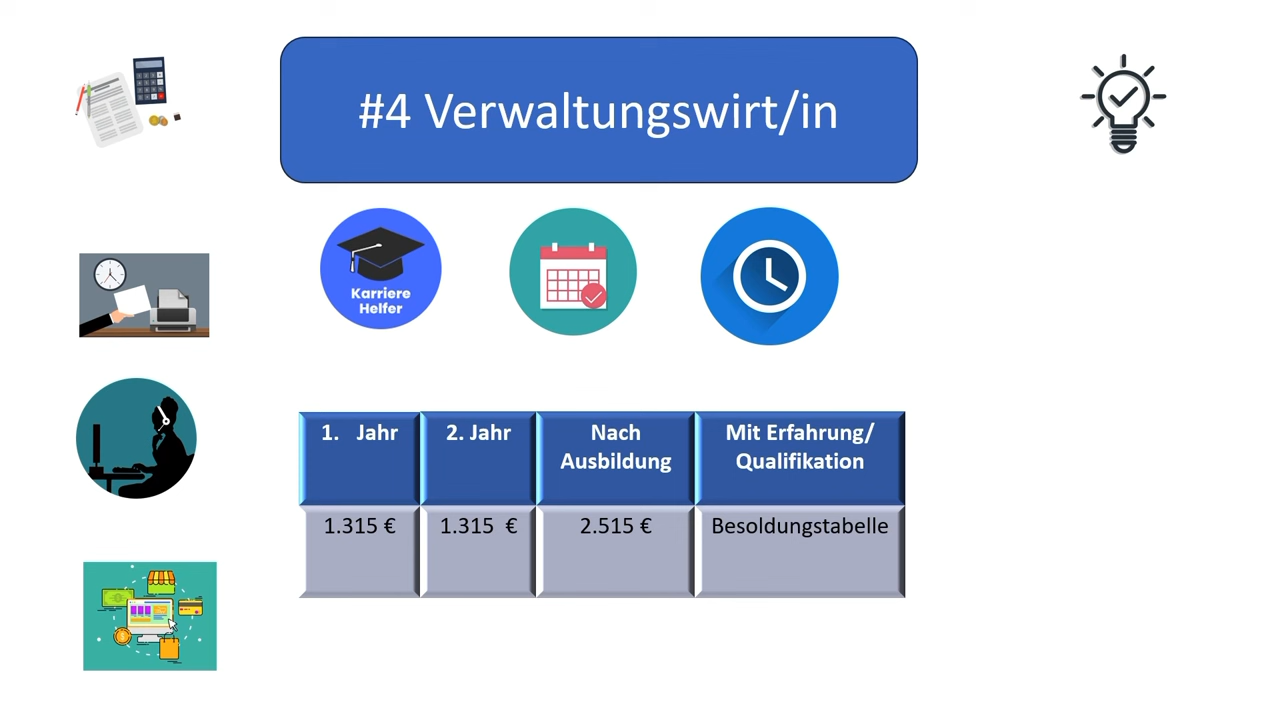 #4 Verwaltungswirt/in
Karriere
Helfer
1. Jahr
2. Jahr
Nach
Ausbildung
Mit Erfahrung/
Qualifikation
1.315 €
1.315 €
2.515 €
Besoldungstabelle